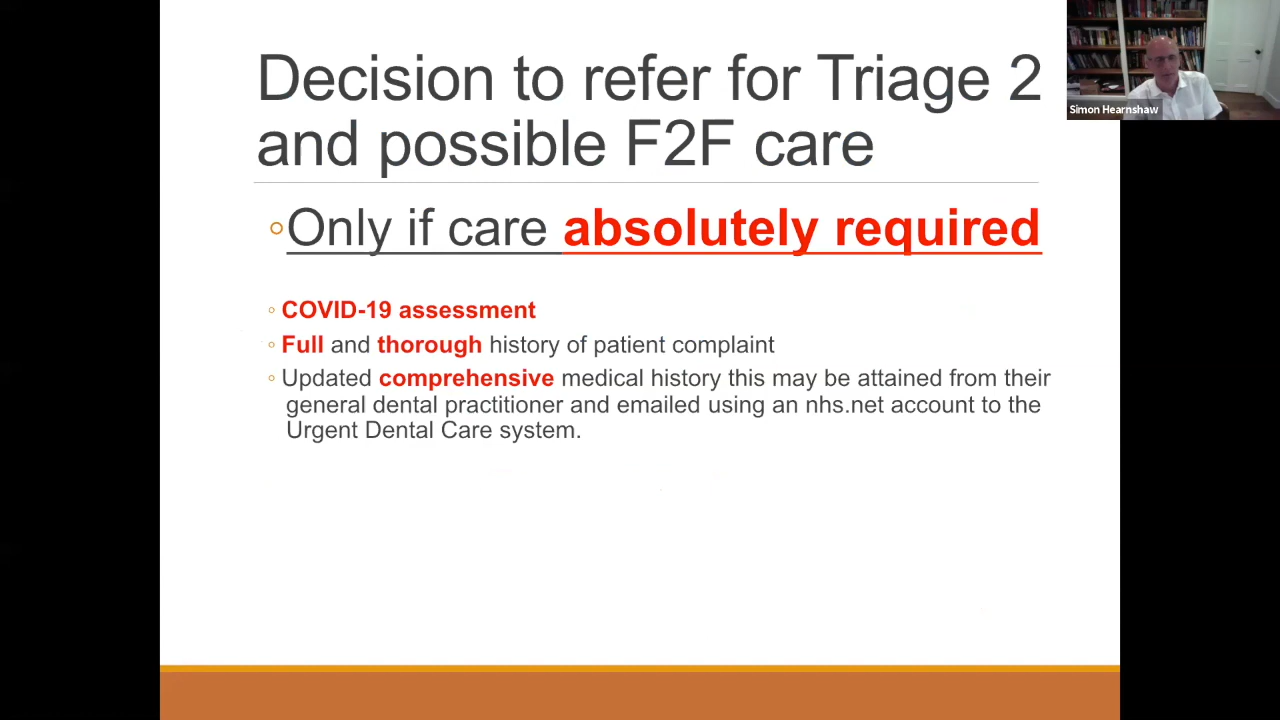 Decision to refer for Triage 2
and possible F2F care
Simon Hearnshaw
◦Only if care absolutely required
◦ COVID-19 assessment
◦ Full and thorough history of patient complaint
◦ Updated comprehensive medical history this may be attained from their
general dental practitioner and emailed using an nhs.net account to the
Urgent Dental Care system.